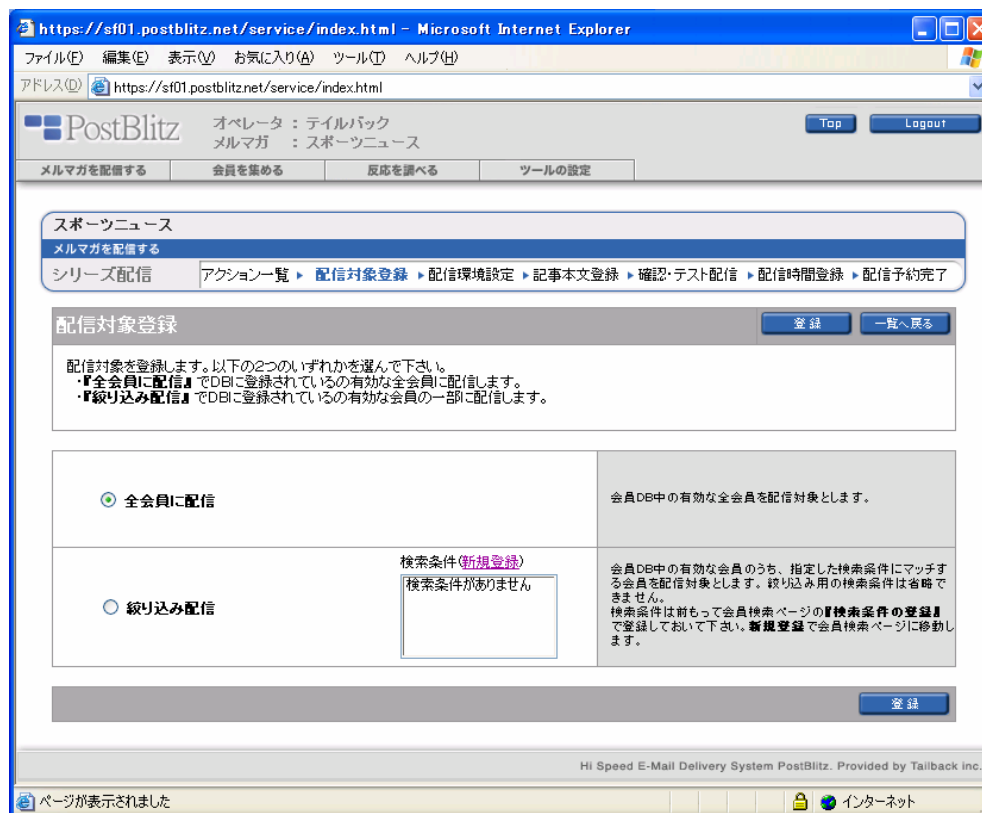 https://sf01.postblitz.net/service/index.html - Microsoft Internet Explorer
ファイル(F) 編集(E) 表示(V) お気に入り(A) ツール(T) ヘルプ(H)
アドレス(D) https://sf01.postblitz.net/service/index.html
PostBlitz
オペレータ : テイルバック
メルマガ : スポーツニュース
Top Logout
メルマガを配信する 会員を集める 反応を調べる ツールの設定
スポーツニュース
メルマガを配信する
シリーズ配信 アクション一覧 ▶ 配信対象登録 ▶配信環境設定 ▶記事本文登録 ▶確認・テスト配信 ▶配信時間登録 ▶配信予約完了
配信対象登録 登録 一覧へ戻る
配信対象を登録します。以下の2つのいずれかを選んで下さい。
・『全会員に配信』でDBに登録されているの有効な全会員に配信します。
・『絞り込み配信』でDBに登録されているの有効な会員の一部に配信します。
全会員に配信
会員DB中の有効な全会員を配信対象とします。
絞り込み配信
検索条件(新規登録)
検索条件がありません
会員DB中の有効な会員のうち、指定した検索条件にマッチす
る会員を配信対象とします。絞り込み用の検索条件は省略で
きません。
検索条件は前もって会員検索ページの『検索条件の登録』
で登録しておいて下さい。新規登録で会員検索ページに移動し
ます。
登録
Hi Speed E-Mail Delivery System PostBlitz. Provided by Tailback inc.
ページが表示されました インターネット